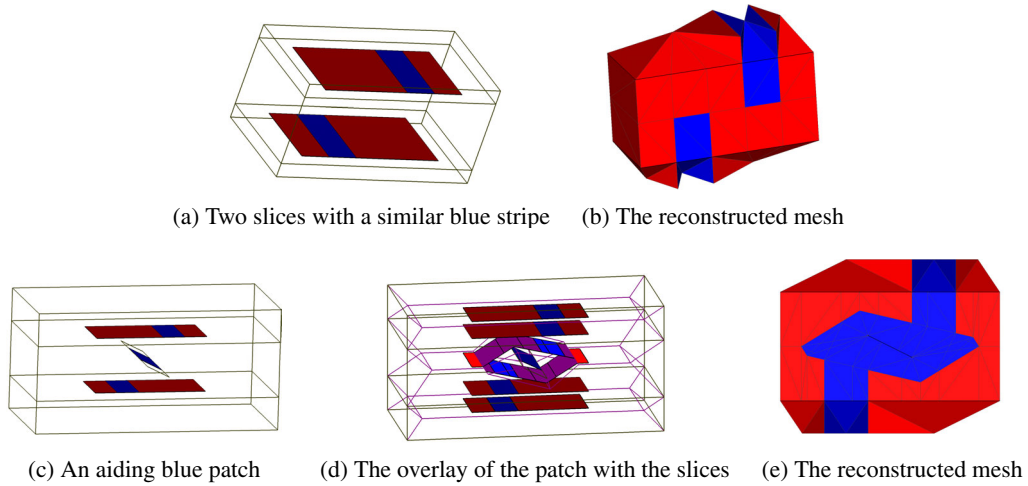 (a) Two slices with a similar blue stripe
(b) The reconstructed mesh
(c) An aiding blue patch
(d) The overlay of the patch with the slices
(e) The reconstructed mesh